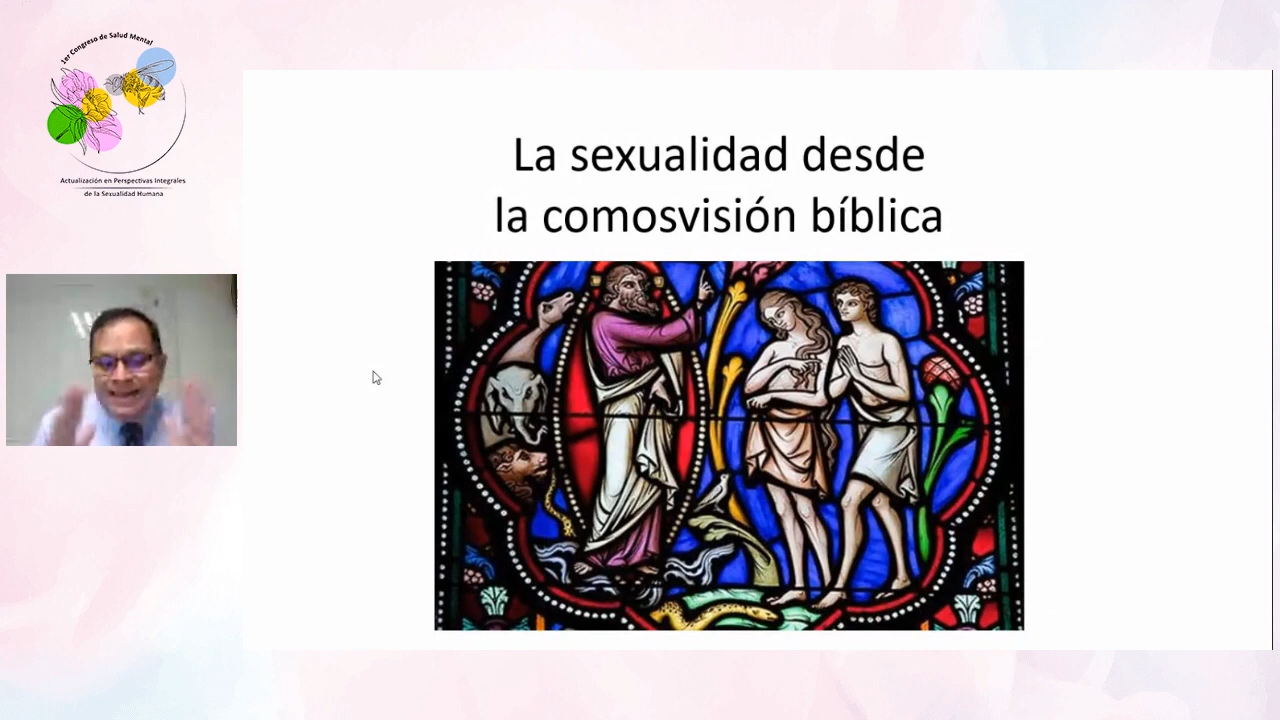 1er Congreso de Salud Mental
Actualización en Perspectivas Integrales
de la Sexualidad Humana
La sexualidad desde
la comosvisión bíblica